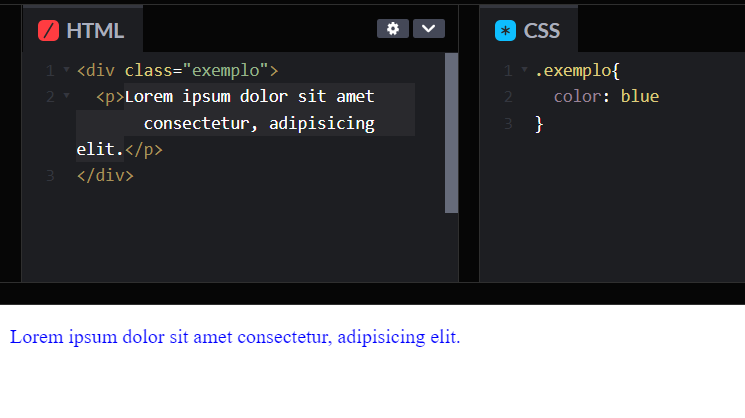 HTML
1 <div class="exemplo">
2 <p>Lorem ipsum dolor sit amet
consectetur, adipisicing
elit.</p>
3 </div>
CSS
1 .exemplo{
2 color: blue
3 }
Lorem ipsum dolor sit amet consectetur, adipisicing elit.